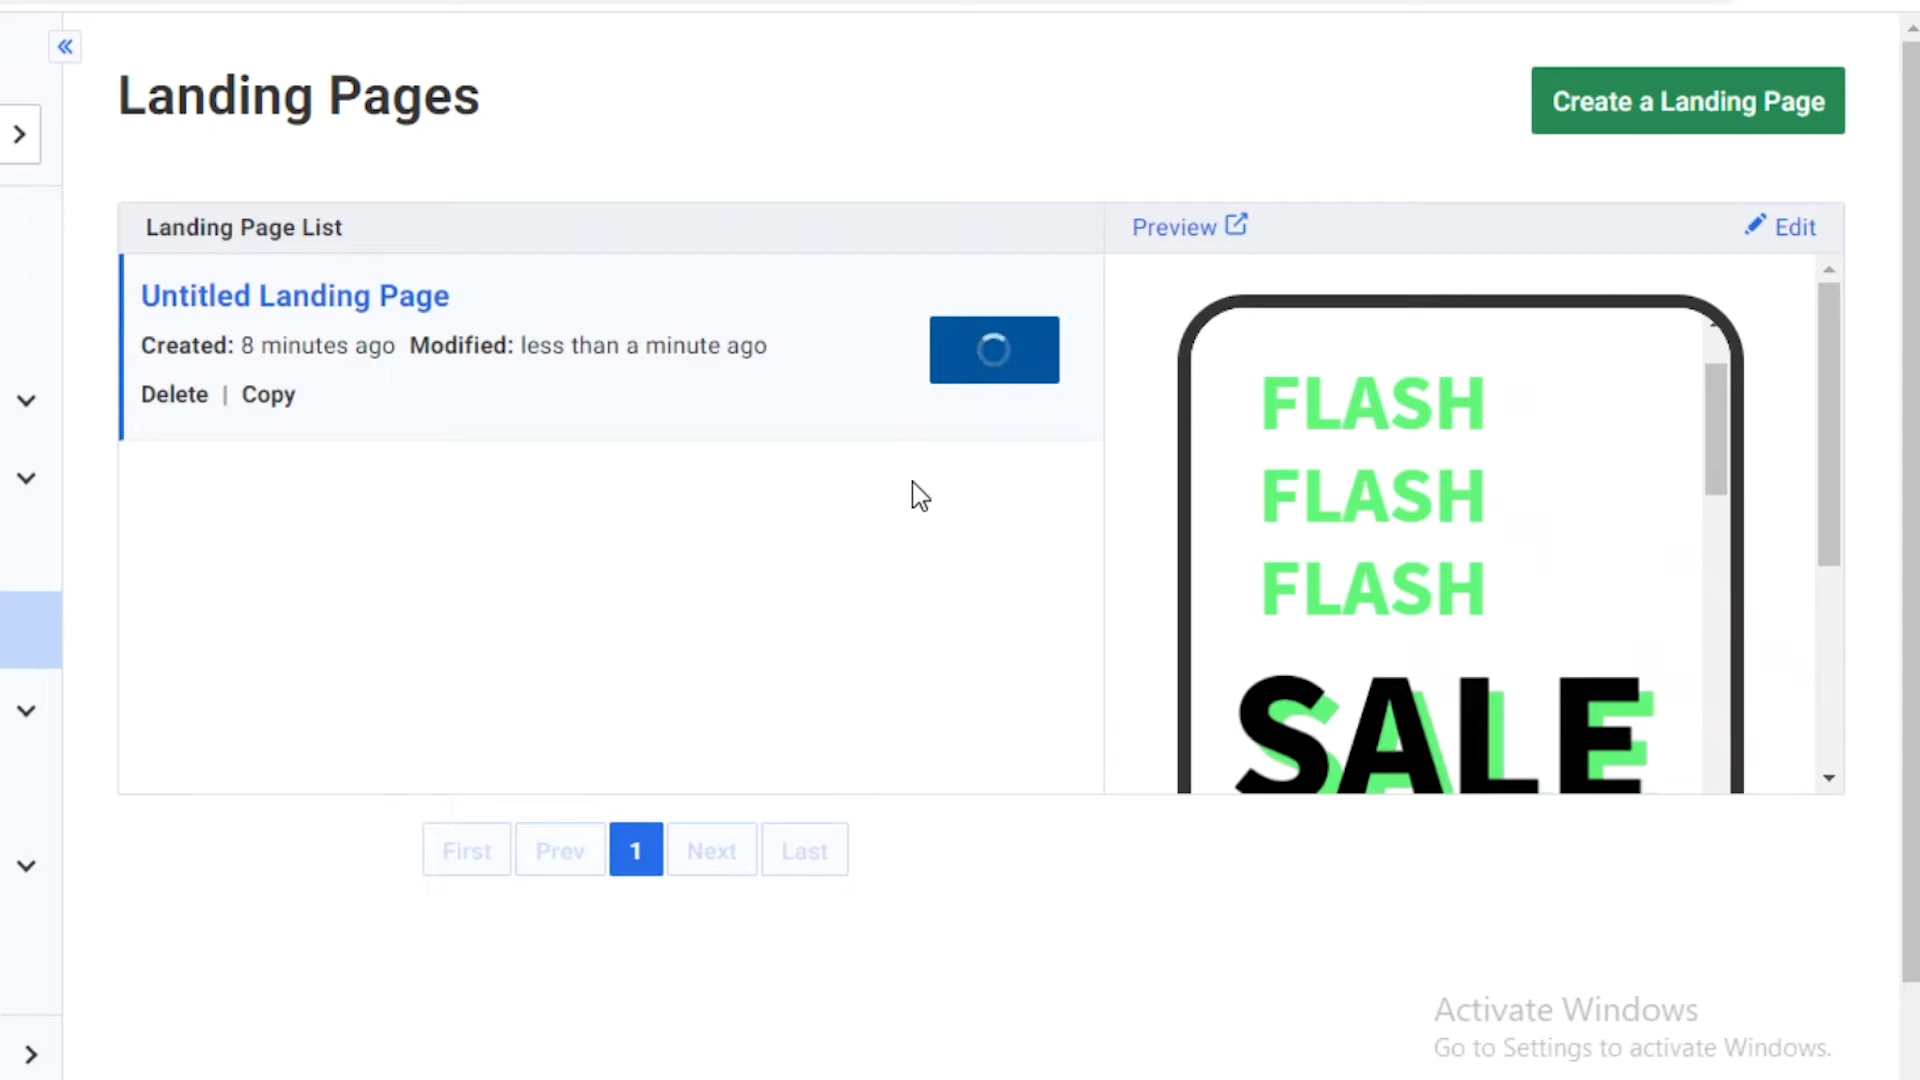 Landing Pages
Create a Landing Page
Landing Page List
Preview
Edit
Untitled Landing Page
Created: 8 minutes ago Modified: less than a minute ago
Delete | Copy
FLASH
FLASH
FLASH
SALE
First Prev 1 Next Last
Activate Windows
Go to Settings to activate Windows.